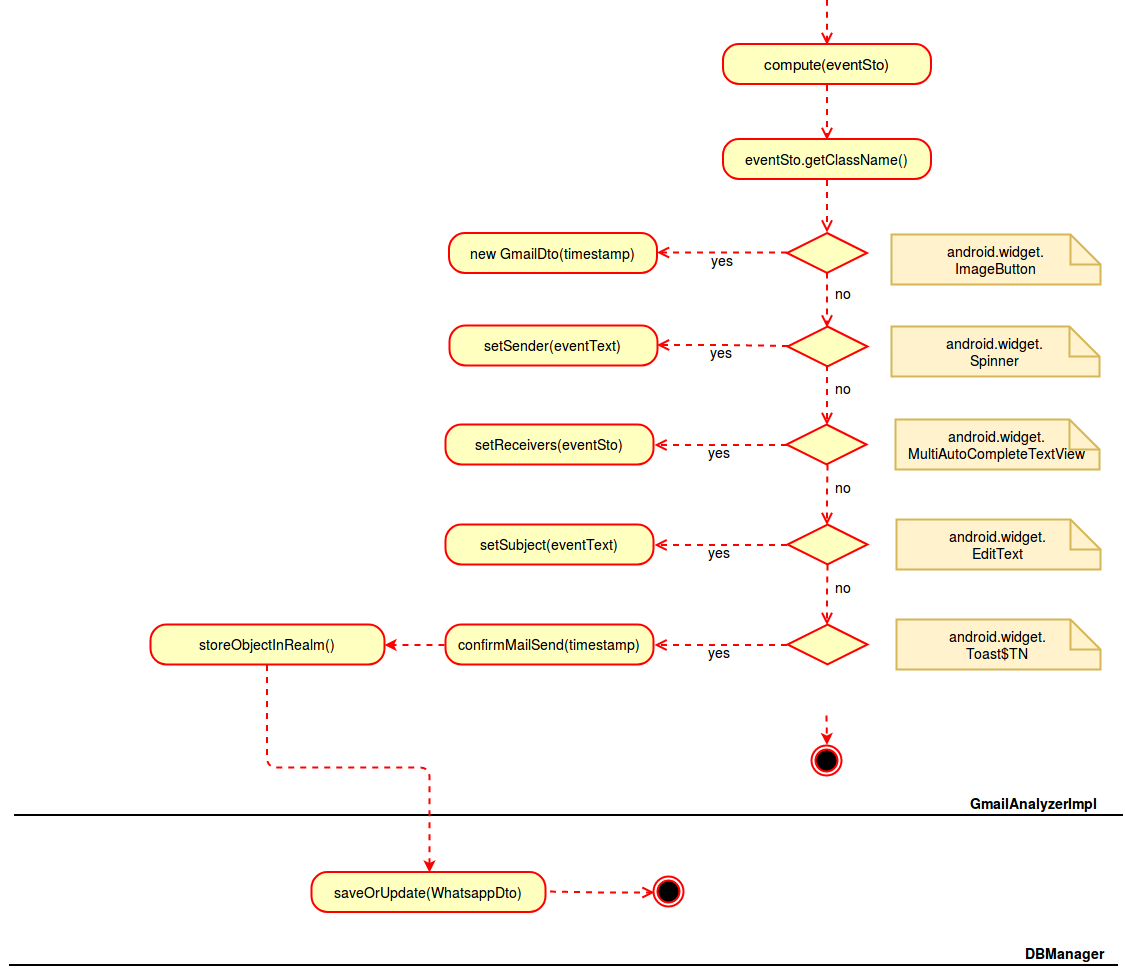 compute(eventSto)
eventSto.getClassName()
new GmailDto(timestamp)
yes
android.widget.
ImageButton
no
setSender(eventText)
yes
android.widget.
Spinner
no
setReceivers(eventSto)
yes
android.widget.
MultiAutoCompleteTextView
no
setSubject(eventText)
yes
android.widget.
EditText
no
storeObjectInRealm()
confirmMailSend(timestamp)
yes
android.widget.
Toast$TN
GmailAnalyzerImpl
saveOrUpdate(WhatsappDto)
DBManager